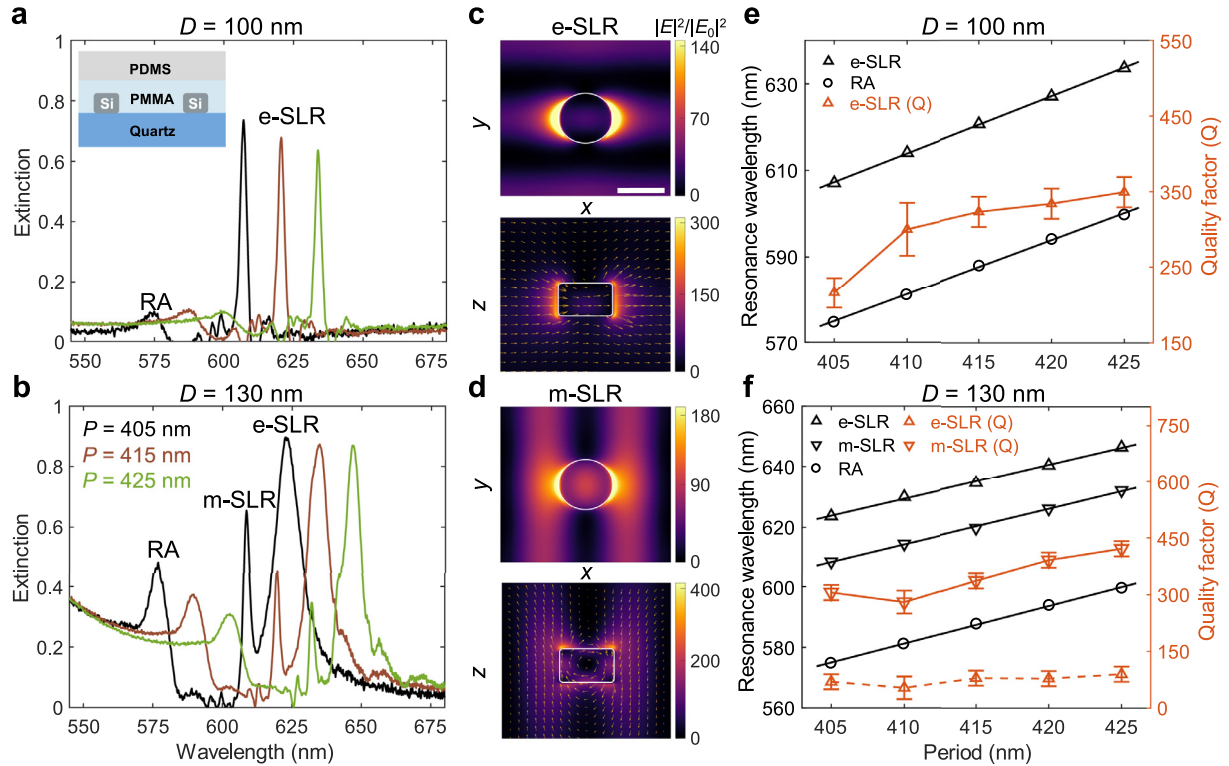 a
D = 100 nm
1
0.8
0.6
0.4
0.2
0
Extinction
PDMS
PMMA
Si
Si
Quartz
e-SLR
RA
545
575
600
625
650
675
b
D = 130 nm
1
0.8
0.6
0.4
0.2
0
Extinction
P = 405 nm
P = 415 nm
P = 425 nm
e-SLR
m-SLR
RA
545
575
600
625
650
675
Wavelength (nm)
c
|E|²/|E₀|²
e-SLR
y
x
140
70
0
z
300
150
0
d
m-SLR
y
x
180
90
0
z
400
200
0
e
D = 100 nm
Resonance wavelength (nm)
630
610
590
570
e-SLR
RA
e-SLR (Q)
550
450
350
250
150
Quality factor (Q)
405
410
415
420
425
f
D = 130 nm
Resonance wavelength (nm)
660
640
620
600
580
560
e-SLR
e-SLR (Q)
m-SLR
m-SLR (Q)
RA
750
600
450
300
150
0
Quality factor (Q)
405
410
415
420
425
Period (nm)